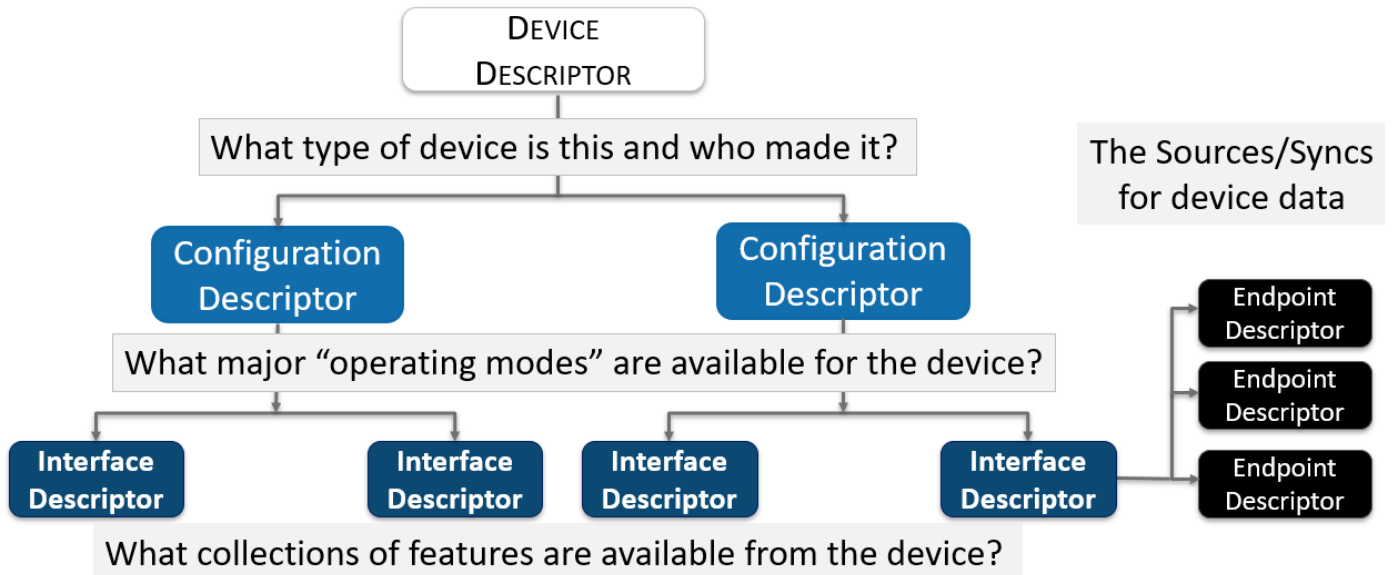 DEVICE
DESCRIPTOR
What type of device is this and who made it?
The Sources/Syncs
for device data
Configuration
Descriptor
Configuration
Descriptor
What major “operating modes” are available for the device?
Endpoint
Descriptor
Endpoint
Descriptor
Endpoint
Descriptor
Interface
Descriptor
Interface
Descriptor
Interface
Descriptor
Interface
Descriptor
What collections of features are available from the device?